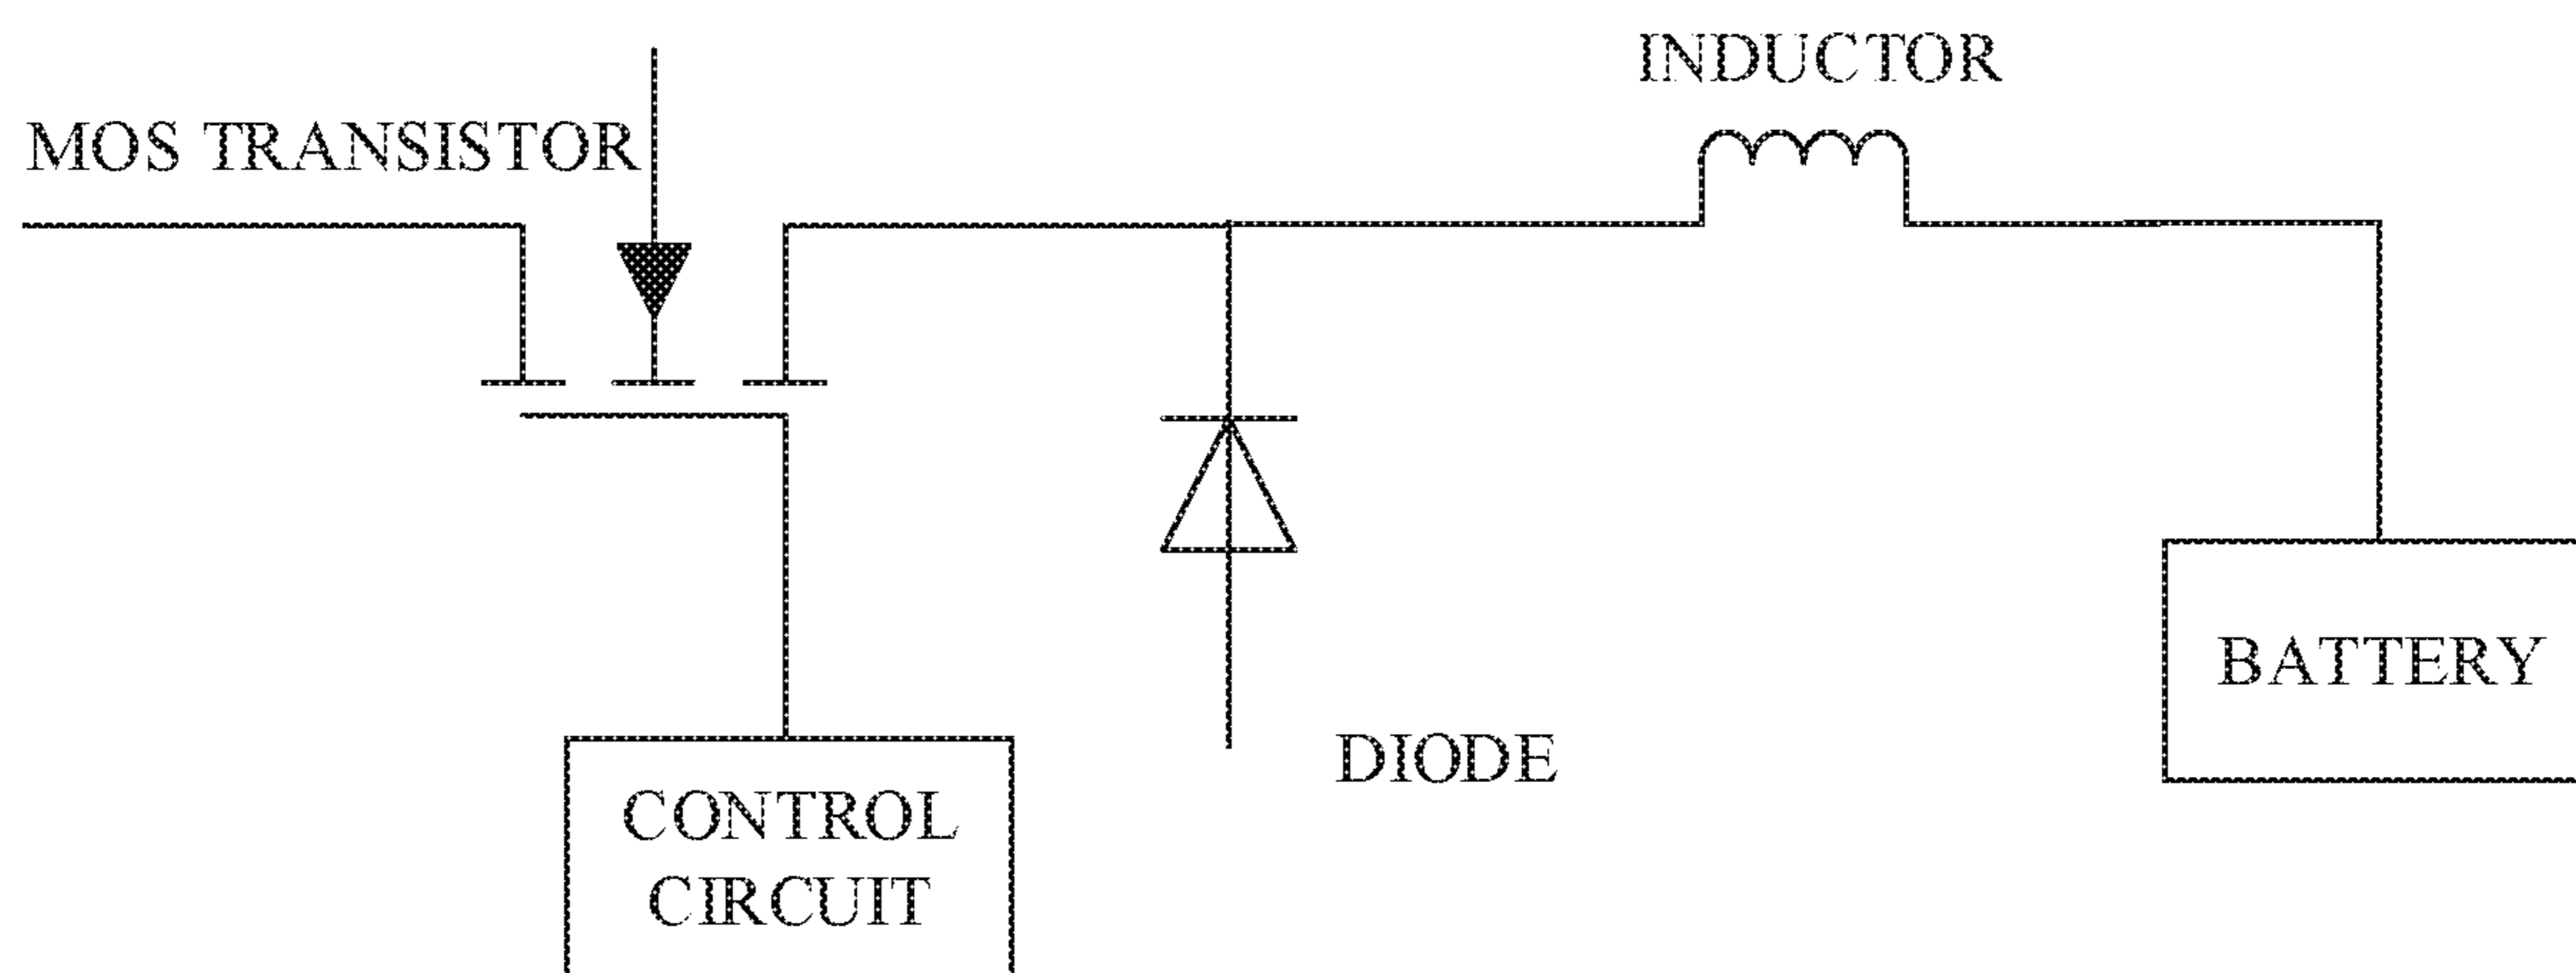 INDUCTOR
MOS TRANSISTOR
BATTERY
DIODE
CONTROL
CIRCUIT